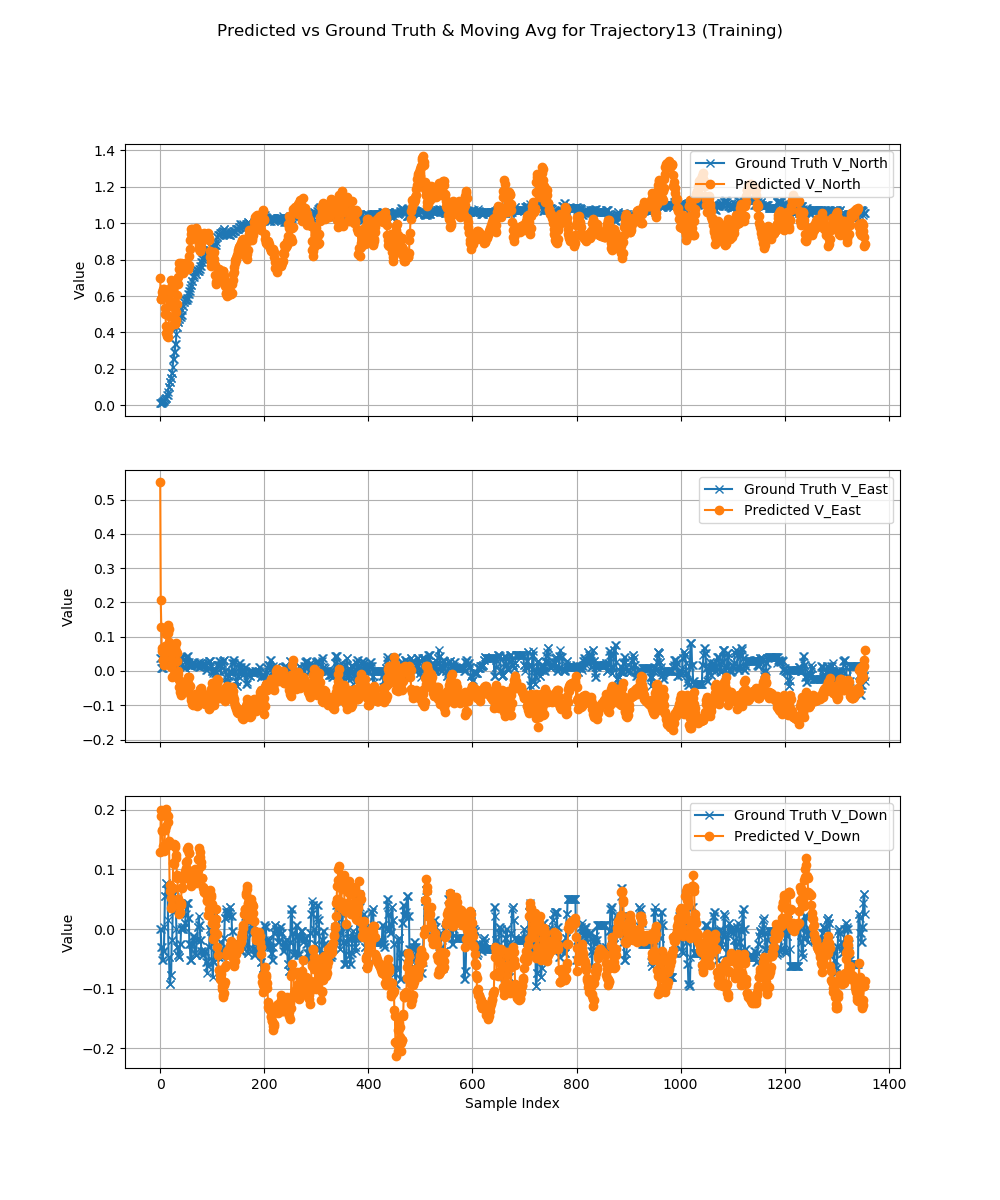 Predicted vs Ground Truth & Moving Avg for Trajectory13 (Training)
1.4
1.2
1.0
0.8
0.6
0.4
0.2
0.0
Value
Ground Truth V_North
Predicted V_North
0.5
0.4
0.3
0.2
0.1
0.0
−0.1
−0.2
Value
Ground Truth V_East
Predicted V_East
0.2
0.1
0.0
−0.1
−0.2
Value
Ground Truth V_Down
Predicted V_Down
0 200 400 600 800 1000 1200 1400
Sample Index